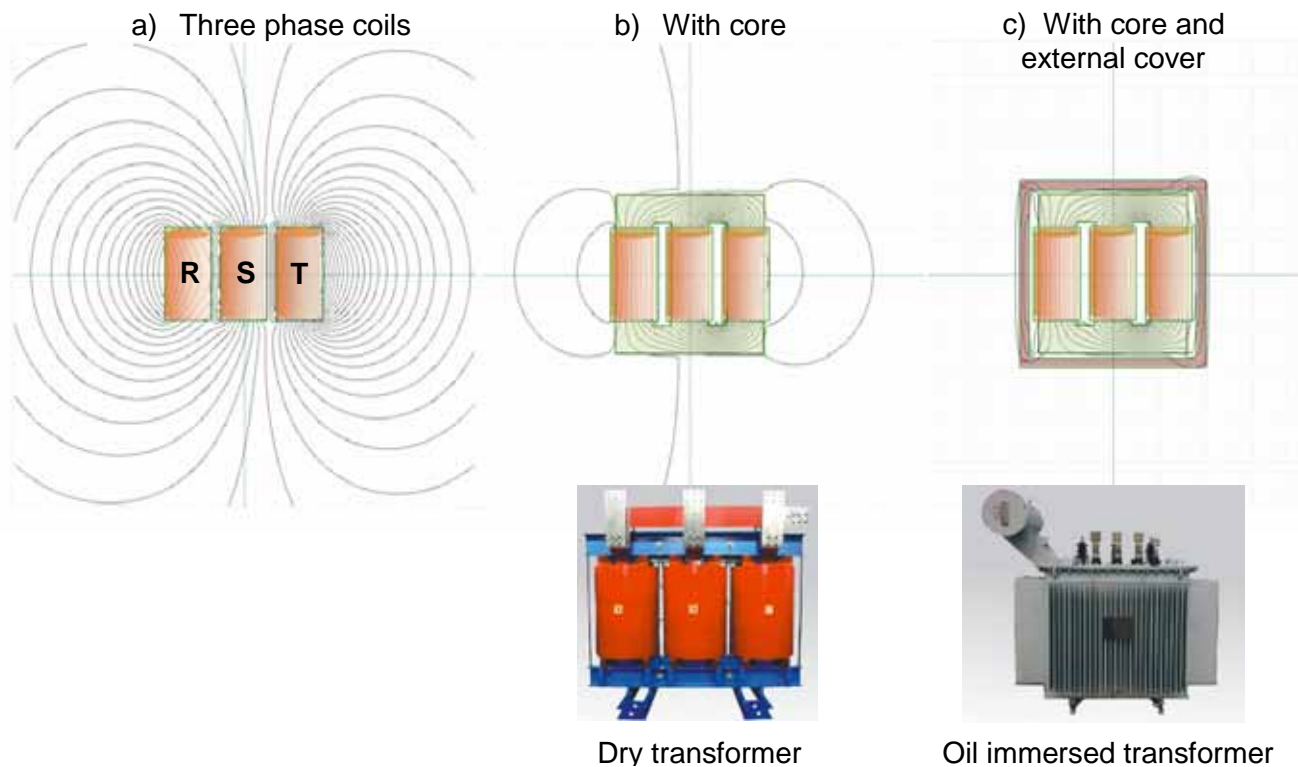 a) Three phase coils
b) With core
c) With core and
external cover
R S T
Dry transformer
Oil immersed transformer